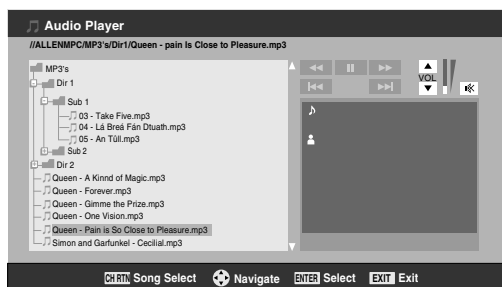 Audio Player
//ALLENMPC/MP3's/Dir1/Queen - pain Is Close to Pleasure.mp3
MP3's
Dir 1
Sub 1
03 - Take Five.mp3
04 - Lá Breá Fán Dtuath.mp3
05 - An Tüll.mp3
Sub 2
Dir 2
Queen - A Kinnd of Magic.mp3
Queen - Forever.mp3
Queen - Gimme the Prize.mp3
Queen - One Vision.mp3
Queen - Pain is So Close to Pleasure.mp3
Simon and Garfunkel - Cecilial.mp3
VOL
CH RTN Song Select Navigate ENTER Select EXIT Exit